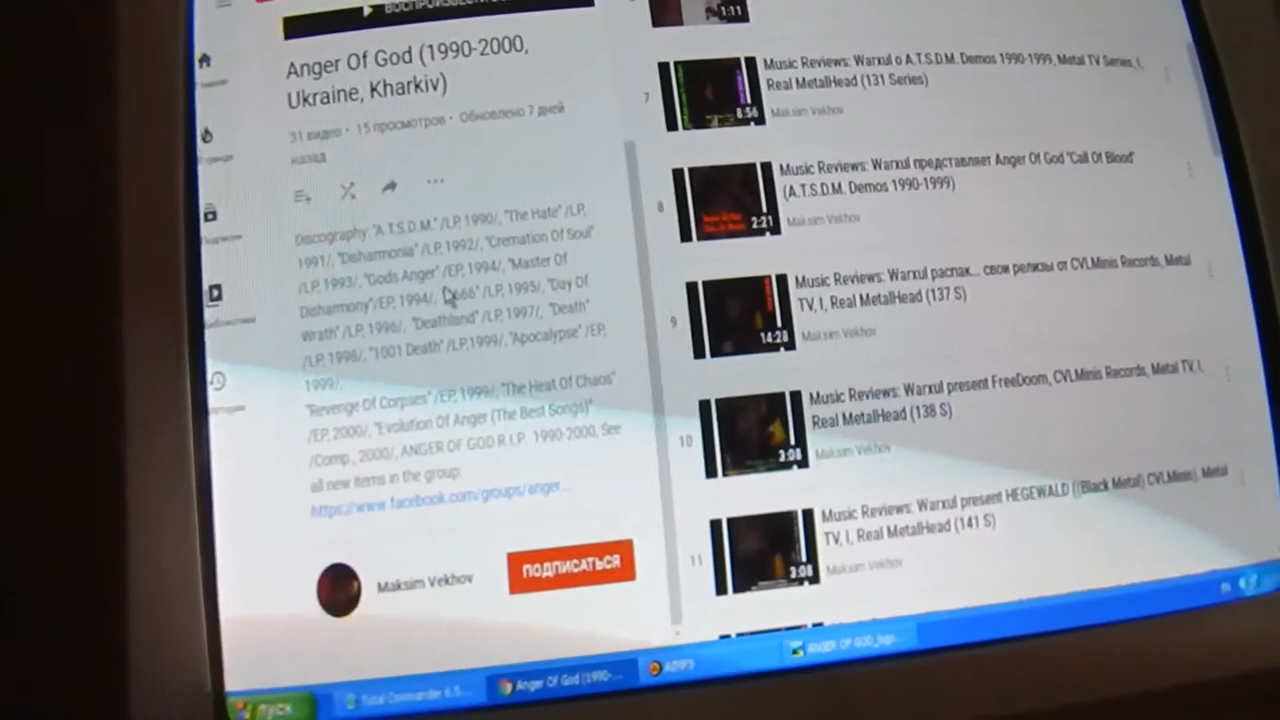 ВОСПРОИЗВЕСТИ
Anger Of God (1990-2000,
Ukraine, Kharkiv)
31 видео • 15 просмотров • Обновлено 7 дней
назад
Discography: "A.T.S.D.M." /LP, 1990/, "The Hate" /LP,
1991/, "Disharmonia" /LP, 1992/, "Cremation Of Soul"
/LP, 1993/, "Gods Anger" /EP, 1994/, "Master Of
Disharmony"/EP, 1994/, 666" /LP, 1995/, "Day Of
Wrath" /LP, 1996/, "Deathland" /LP, 1997/, "Death"
/LP, 1998/, "1001 Death" /LP,1999/, "Apocalypse" /EP,
1999/,
"Revenge Of Corpses" /EP, 1999/, "The Heat Of Chaos"
/EP, 2000/, "Evolution Of Anger (The Best Songs)"
/Comp., 2000/, ANGER OF GOD R.I.P. 1990-2000, See
all new items in the group:
https://www.facebook.com/groups/anger...
Maksim Vekhov
ПОДПИСАТЬСЯ
1:11
7
8:56
Music Reviews: Warxul о A.T.S.D.M. Demos 1990-1999, Metal TV Series, I,
Real MetalHead (131 Series)
Maksim Vekhov
8
2:21
Music Reviews: Warxul представляет Anger Of God "Call Of Blood"
(A.T.S.D.M. Demos 1990-1999)
Maksim Vekhov
9
14:28
Music Reviews: Warxul распак... свои релизы от CVLMinis Records, Metal
TV, I, Real MetalHead (137 S)
Maksim Vekhov
10
3:08
Music Reviews: Warxul present FreeDoom, CVLMinis Records, Metal TV, I,
Real MetalHead (138 S)
Maksim Vekhov
11
3:08
Music Reviews: Warxul present HEGEWALD ((Black Metal) CVLMinis), Metal
TV, I, Real MetalHead (141 S)
Maksim Vekhov
пуск
Total Commander 6.5...
Anger Of God (1990-...
ANGER OF GOD_logo...